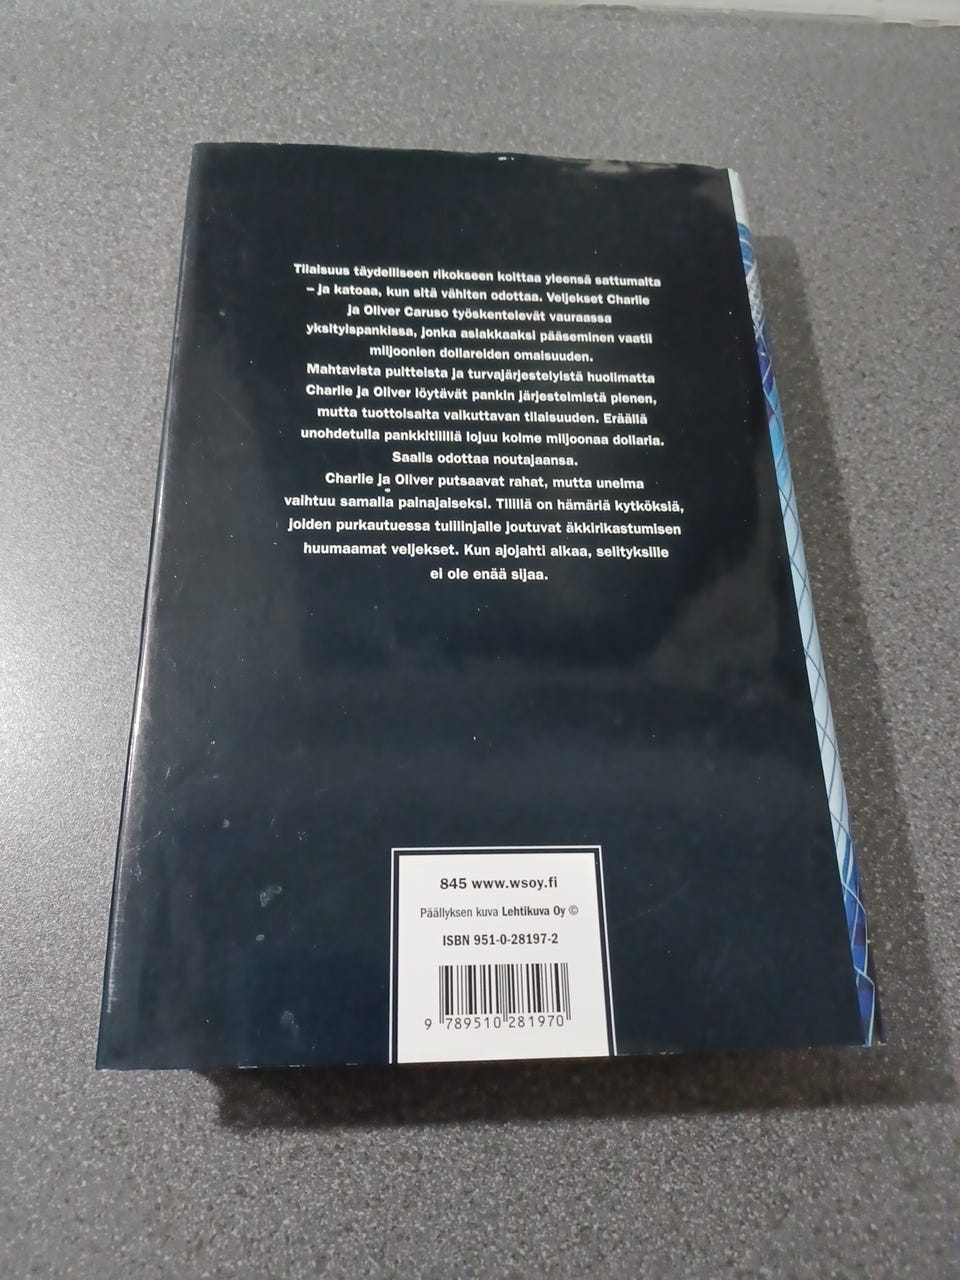 Tilaisuus täydelliseen rikokseen koittaa yleensä sattumalta
– ja katoaa, kun sitä vähiten odottaa. Veljekset Charlie
ja Oliver Caruso työskentelevät vauraassa
yksityispankissa, jonka asiakkaaksi pääseminen vaatii
miljoonien dollareiden omaisuuden.
Mahtavista puitteista ja turvajärjestelyistä huolimatta
Charlie ja Oliver löytävät pankin järjestelmistä pienen,
mutta tuottoisalta vaikuttavan tilaisuuden. Eräällä
unohdetulla pankkitilillä lojuu kolme miljoonaa dollaria.
Saalis odottaa noutajaansa.
Charlie ja Oliver putsaavat rahat, mutta unelma
vaihtuu samalla painajaiseksi. Tilillä on hämäriä kytköksiä,
joiden purkautuessa tulilinjalle joutuvat äkkirikastumisen
huumaamat veljekset. Kun ajojahti alkaa, selityksille
ei ole enää sijaa.
845 www.wsoy.fi
Päällyksen kuva Lehtikuva Oy ©
ISBN 951-0-28197-2
9 789510 281970